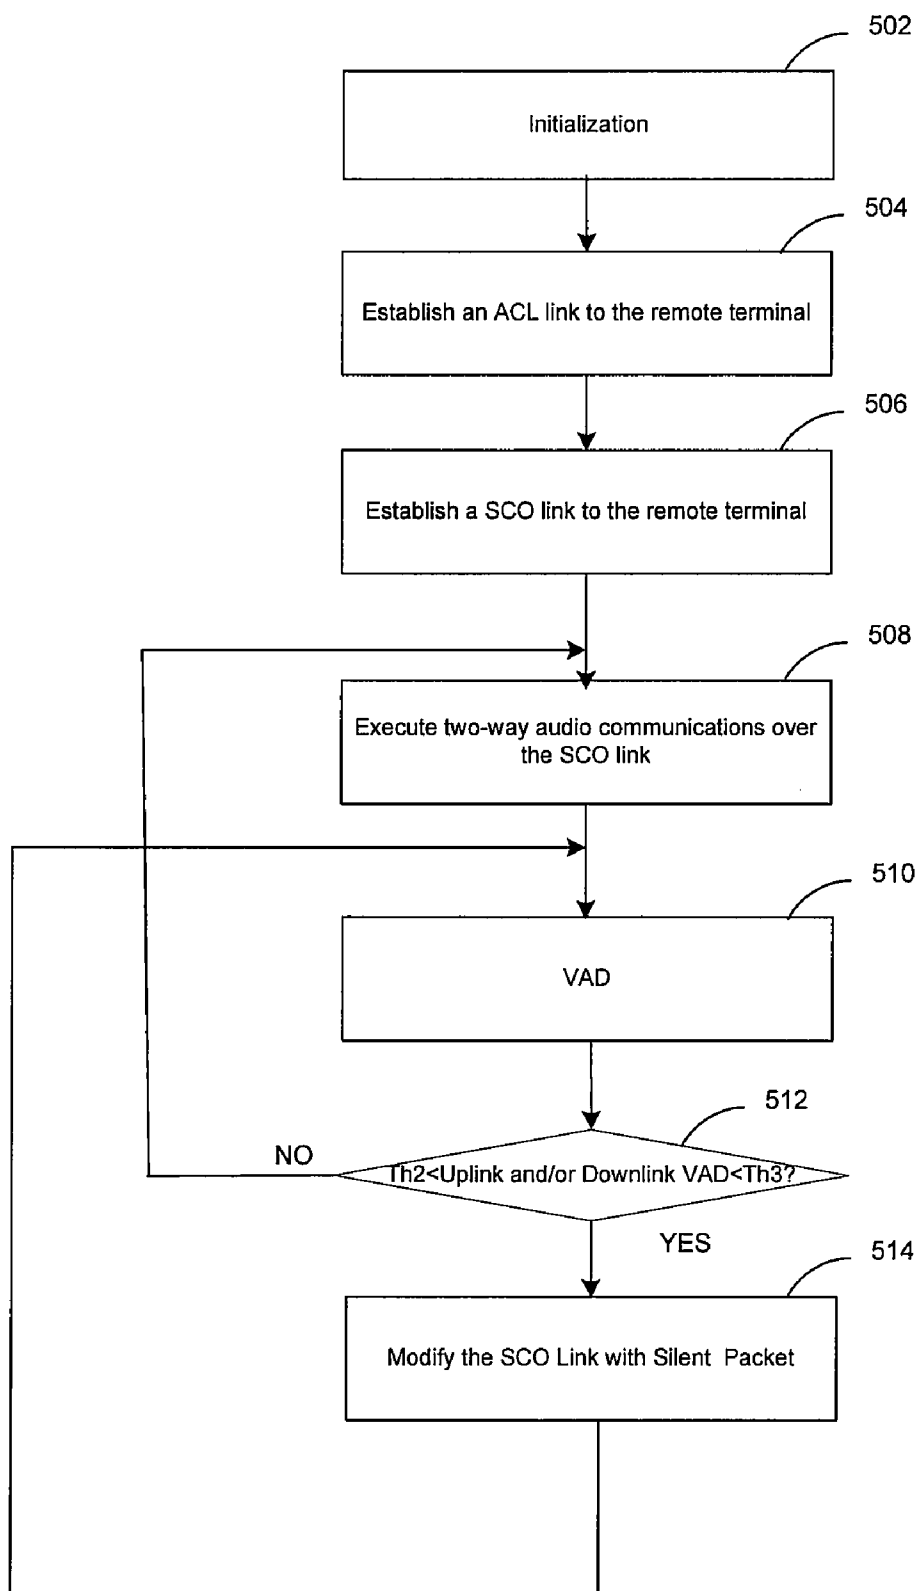 502
Initialization
504
Establish an ACL link to the remote terminal
506
Establish a SCO link to the remote terminal
508
Execute two-way audio communications over
the SCO link
510
VAD
512
NO
Th2<Uplink and/or Downlink VAD<Th3?
YES
514
Modify the SCO Link with Silent Packet